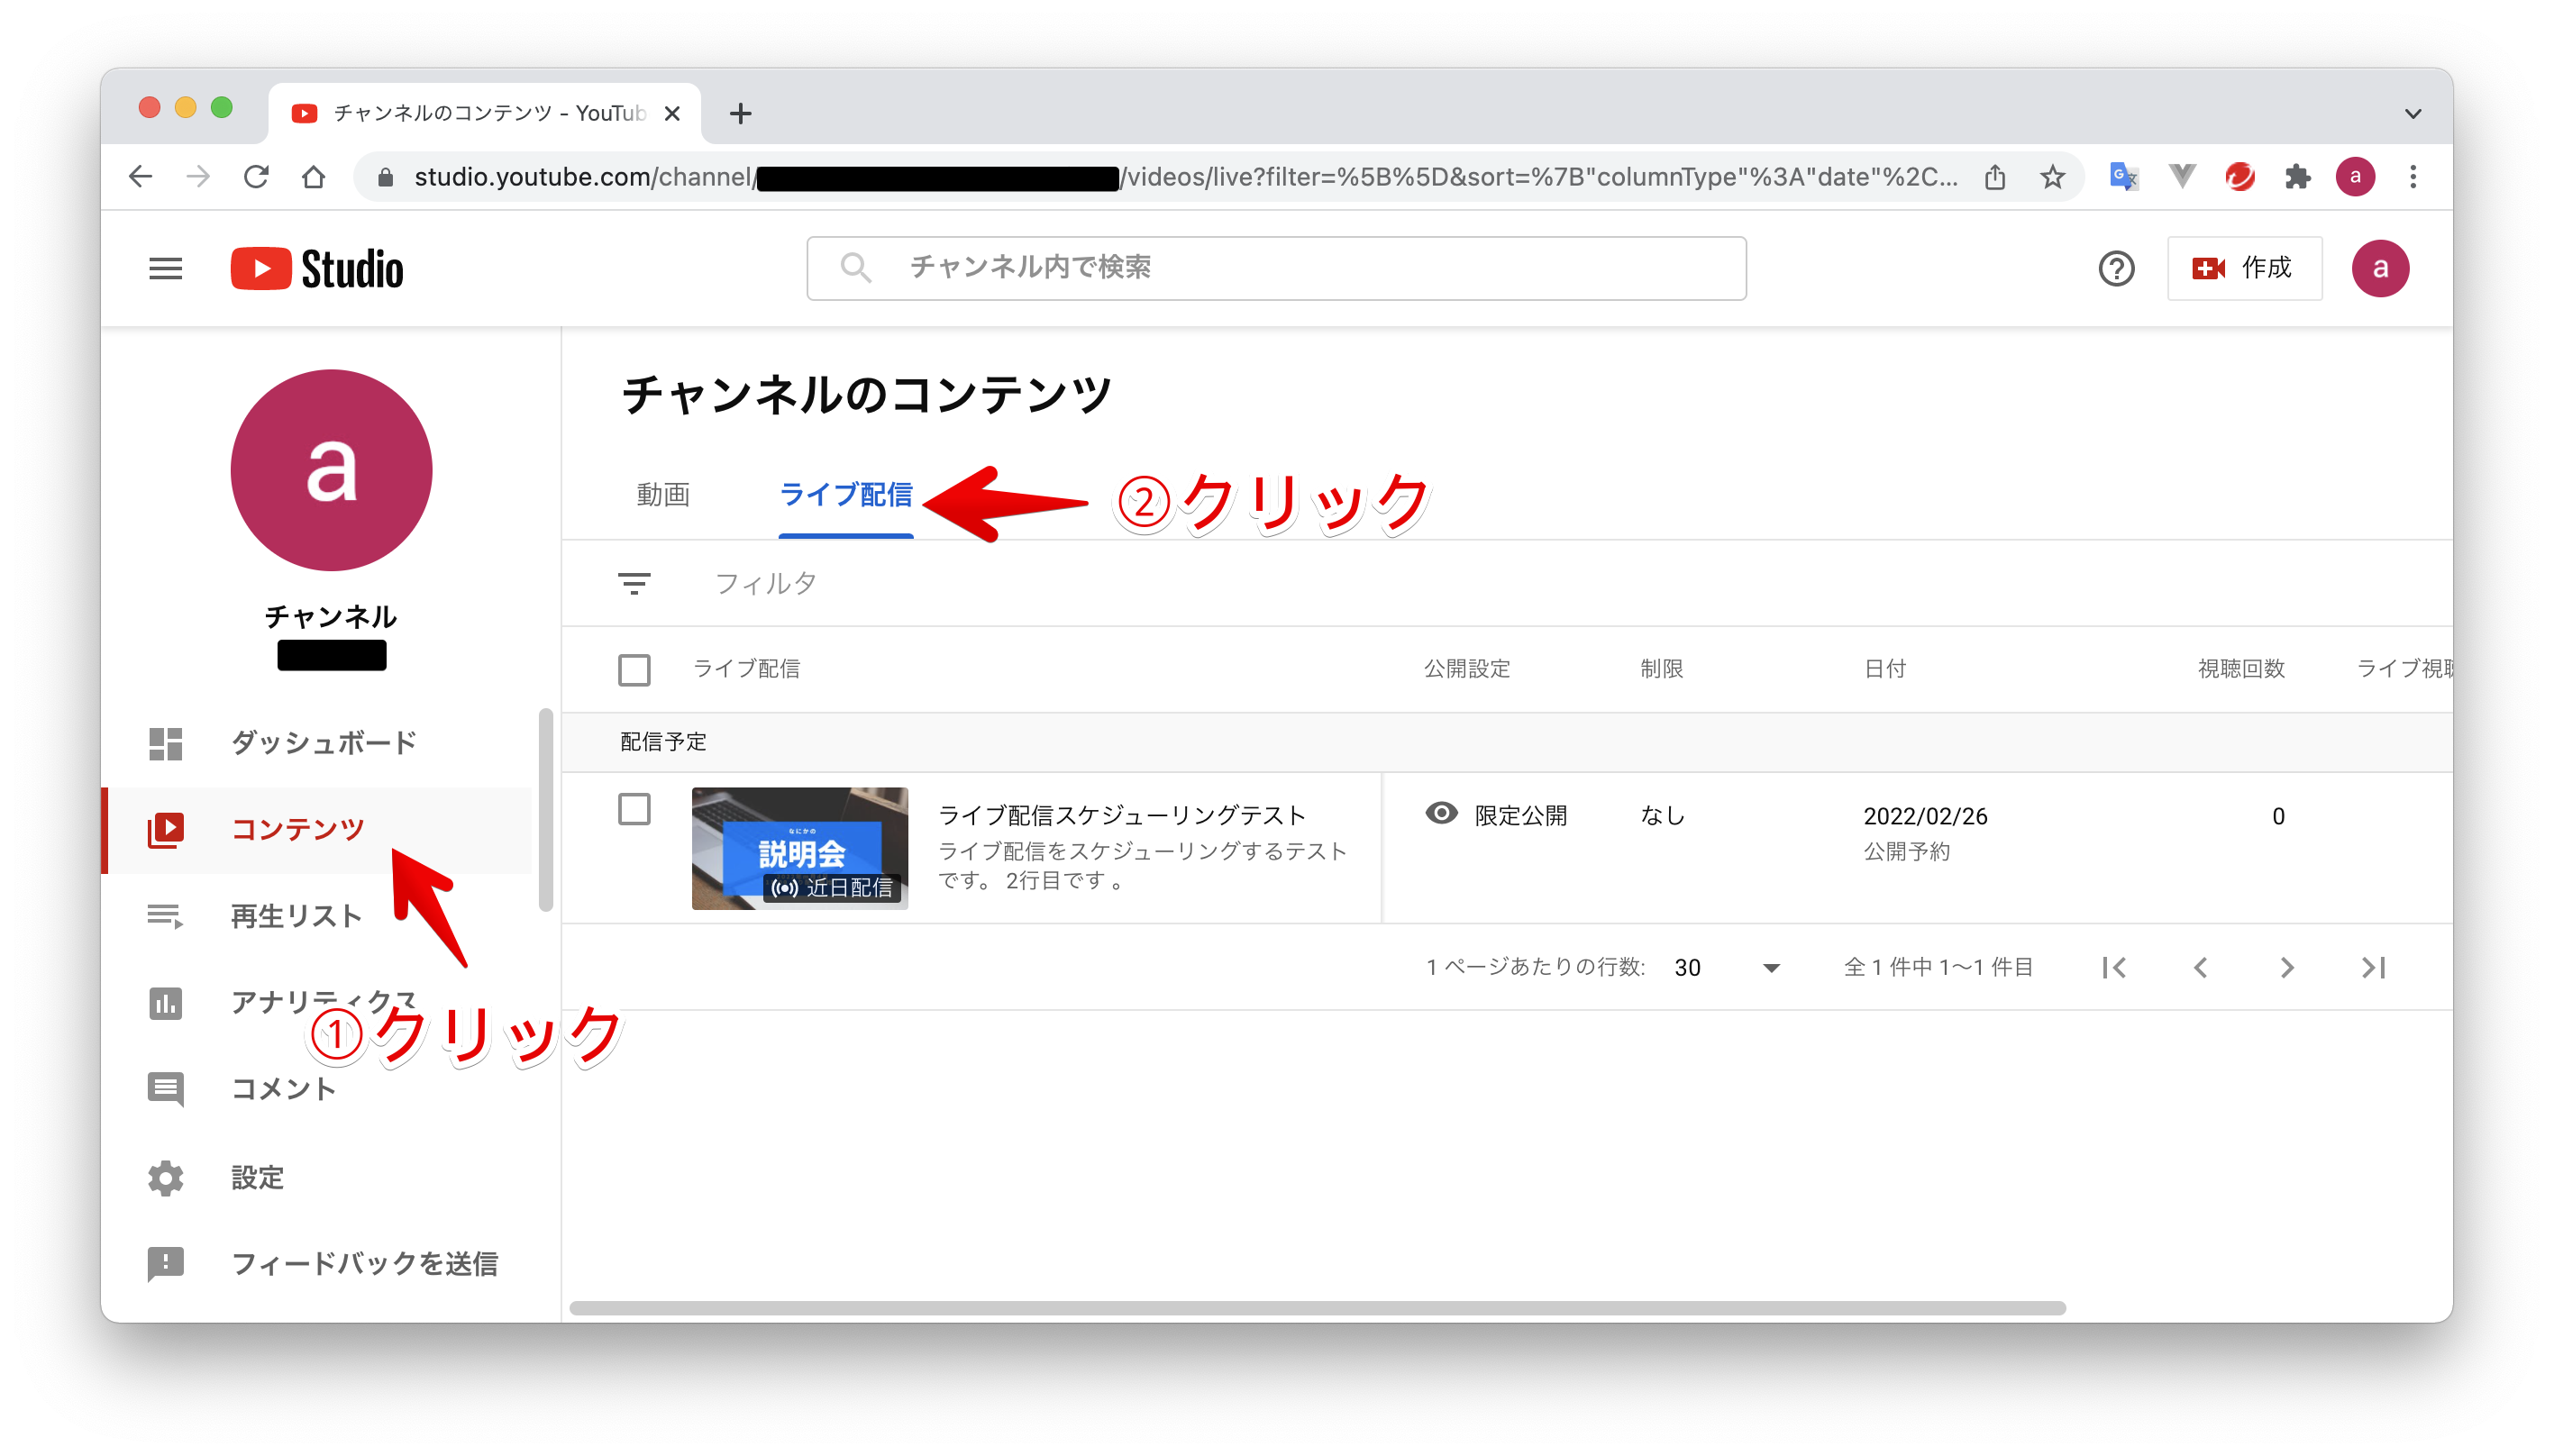 チャンネルのコンテンツ - YouTub
studio.youtube.com/channel/ /videos/live?filter=%5B%5D&sort=%7B"columnType"%3A"date"%2C...
a
Studio
チャンネル内で検索
作成
a
a
チャンネル
ダッシュボード
コンテンツ
再生リスト
アナリティクス
①クリック
コメント
設定
フィードバックを送信
チャンネルのコンテンツ
動画
ライブ配信
②クリック
フィルタ
ライブ配信 公開設定 制限 日付 視聴回数 ライブ視聴
配信予定
なにかの
説明会
近日配信
ライブ配信スケジューリングテスト
ライブ配信をスケジューリングするテスト
です。 2行目です 。
限定公開 なし 2022/02/26 0
公開予約
1 ページあたりの行数: 30 全 1 件中 1～1 件目